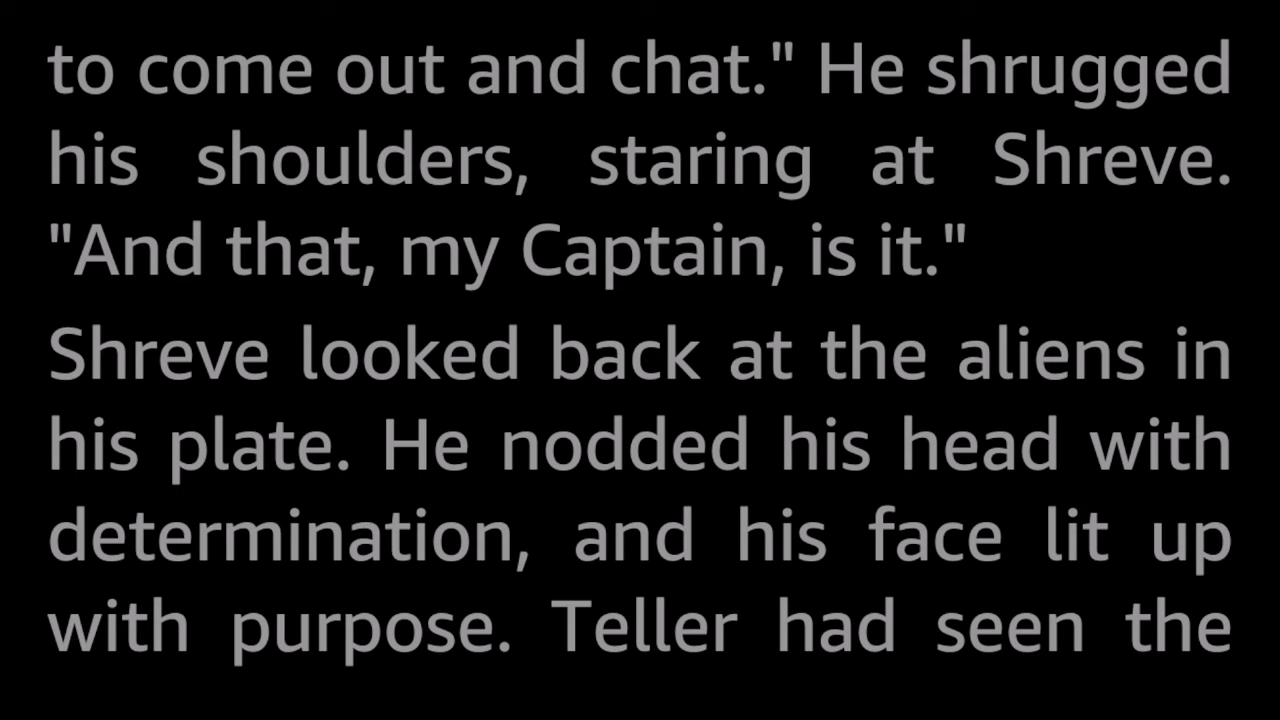 to come out and chat." He shrugged
his shoulders, staring at Shreve.
"And that, my Captain, is it."
Shreve looked back at the aliens in
his plate. He nodded his head with
determination, and his face lit up
with purpose. Teller had seen the